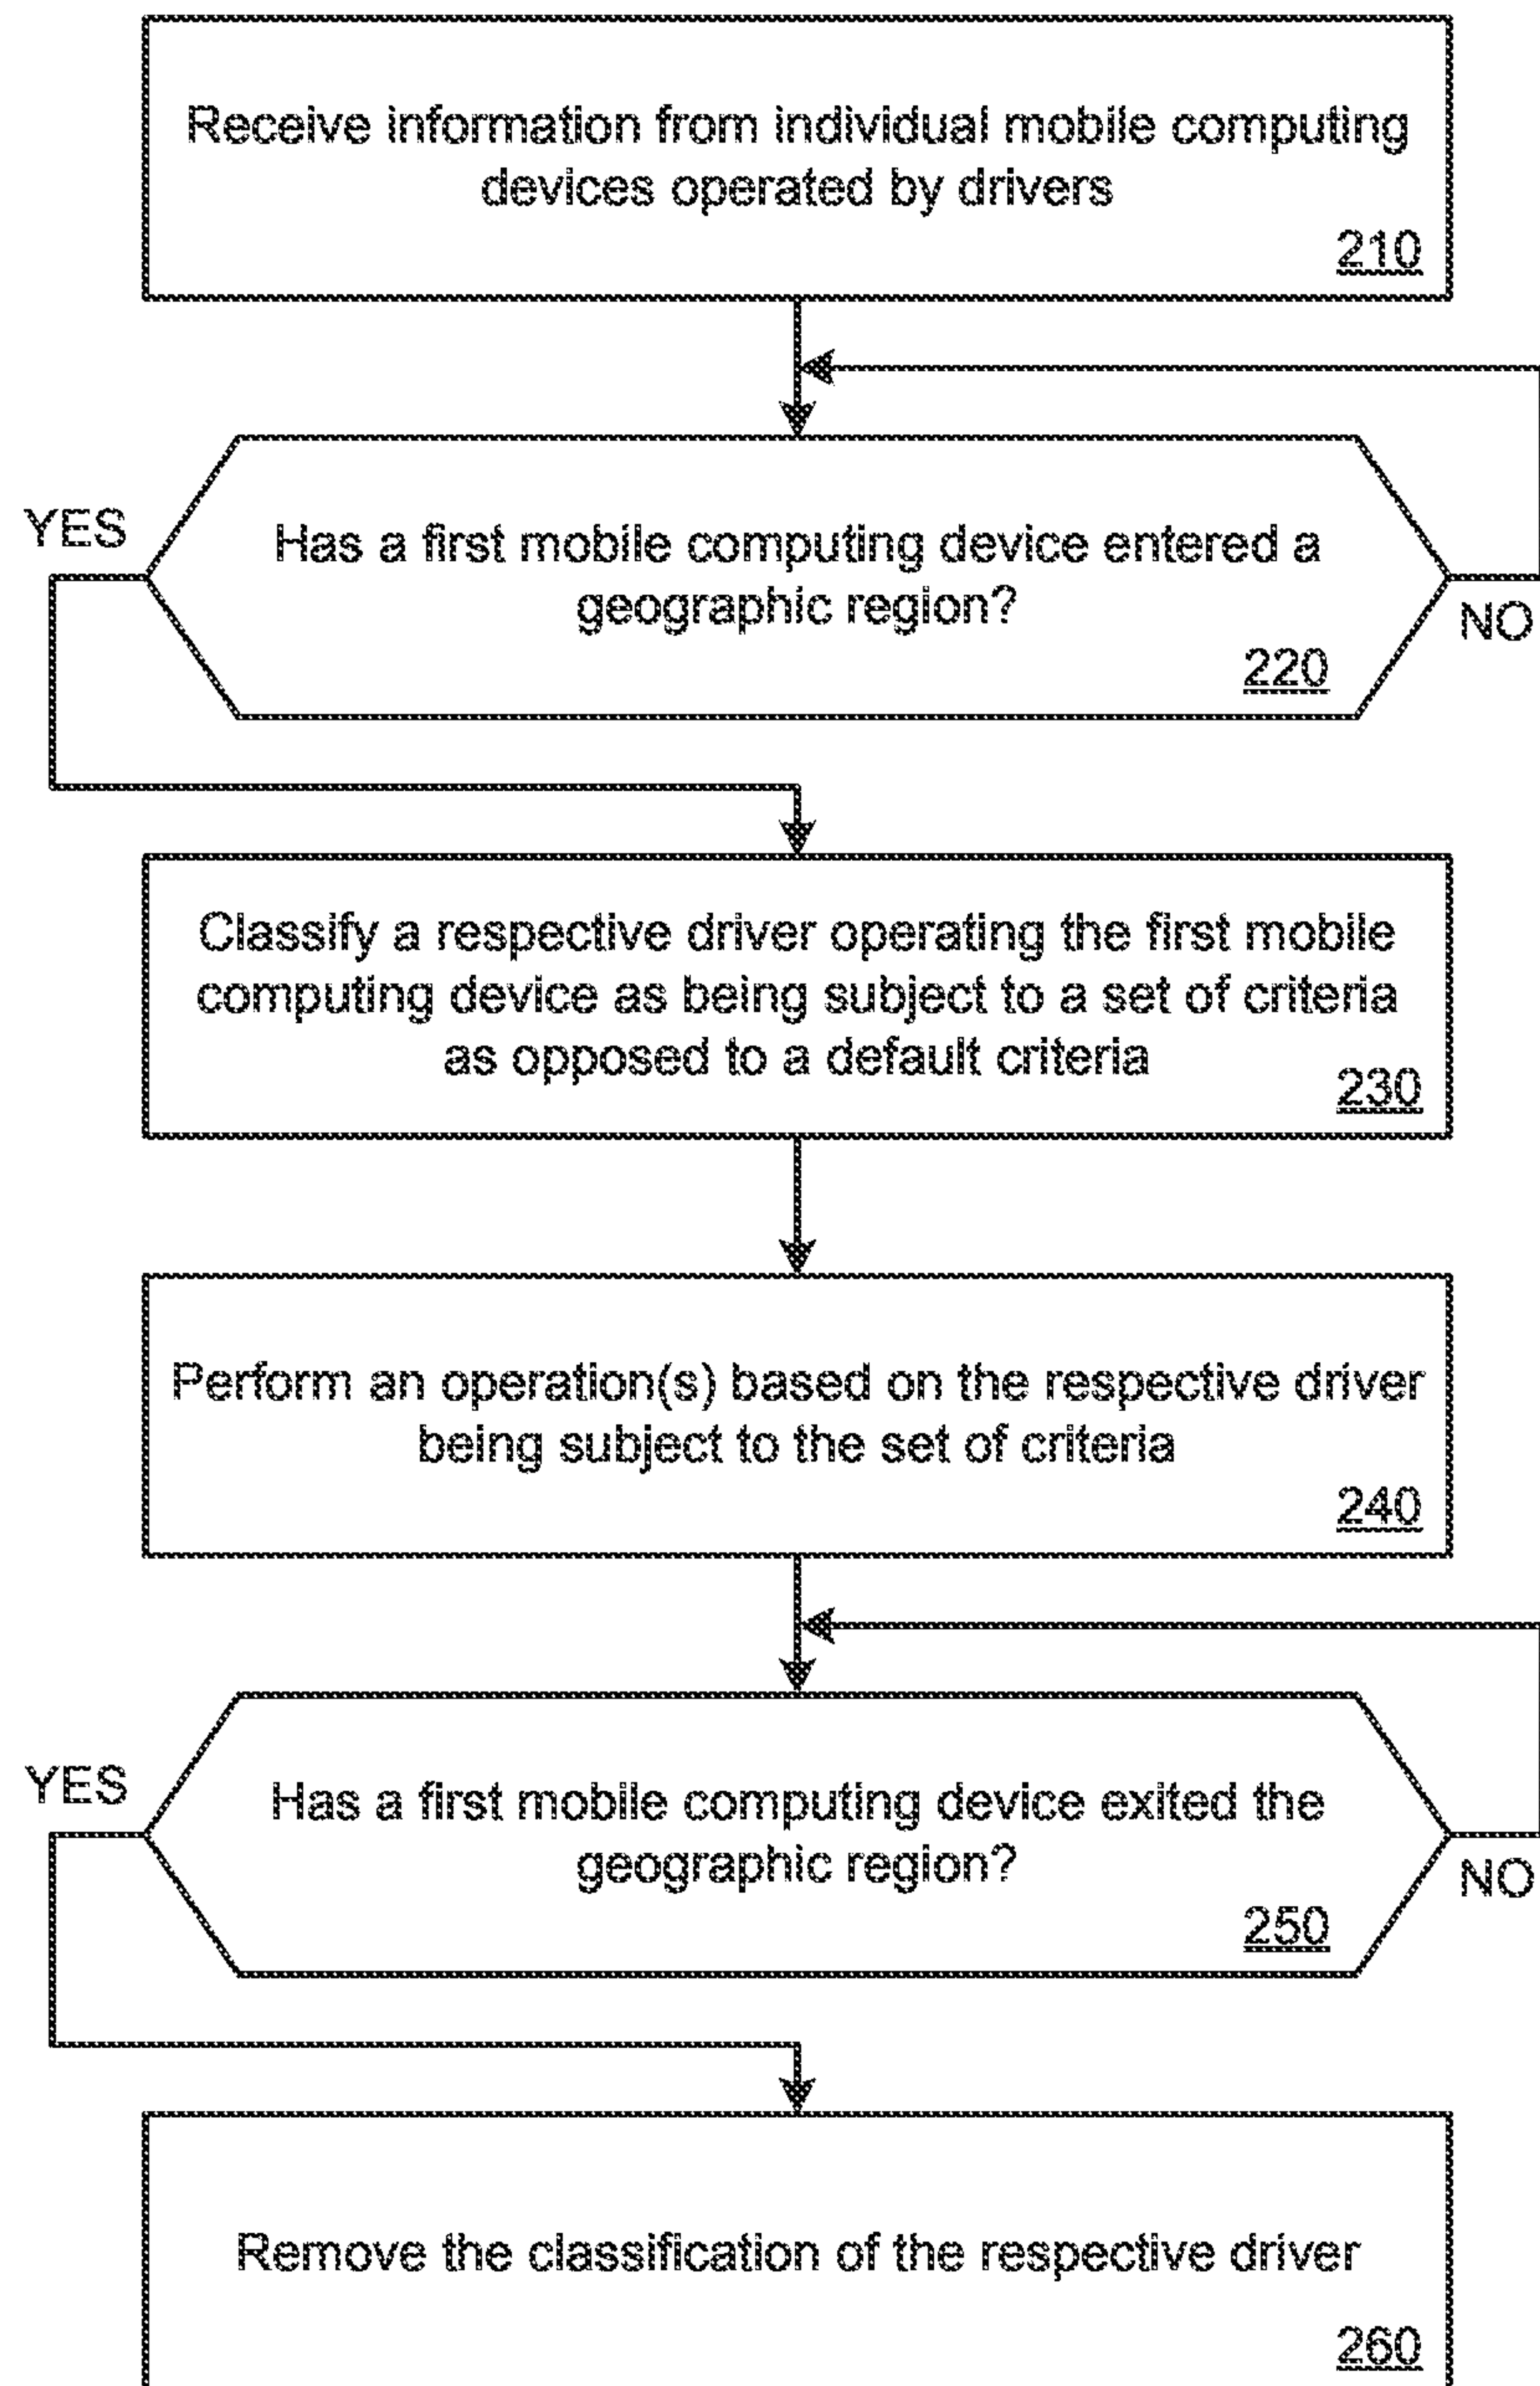 Receive information from individual mobile computing
devices operated by drivers
210
YES
Has a first mobile computing device entered a
geographic region?
NO
220
Classify a respective driver operating the first mobile
computing device as being subject to a set of criteria
as opposed to a default criteria
230
Perform an operation(s) based on the respective driver
being subject to the set of criteria
240
YES
Has a first mobile computing device exited the
geographic region?
NO
250
Remove the classification of the respective driver
260